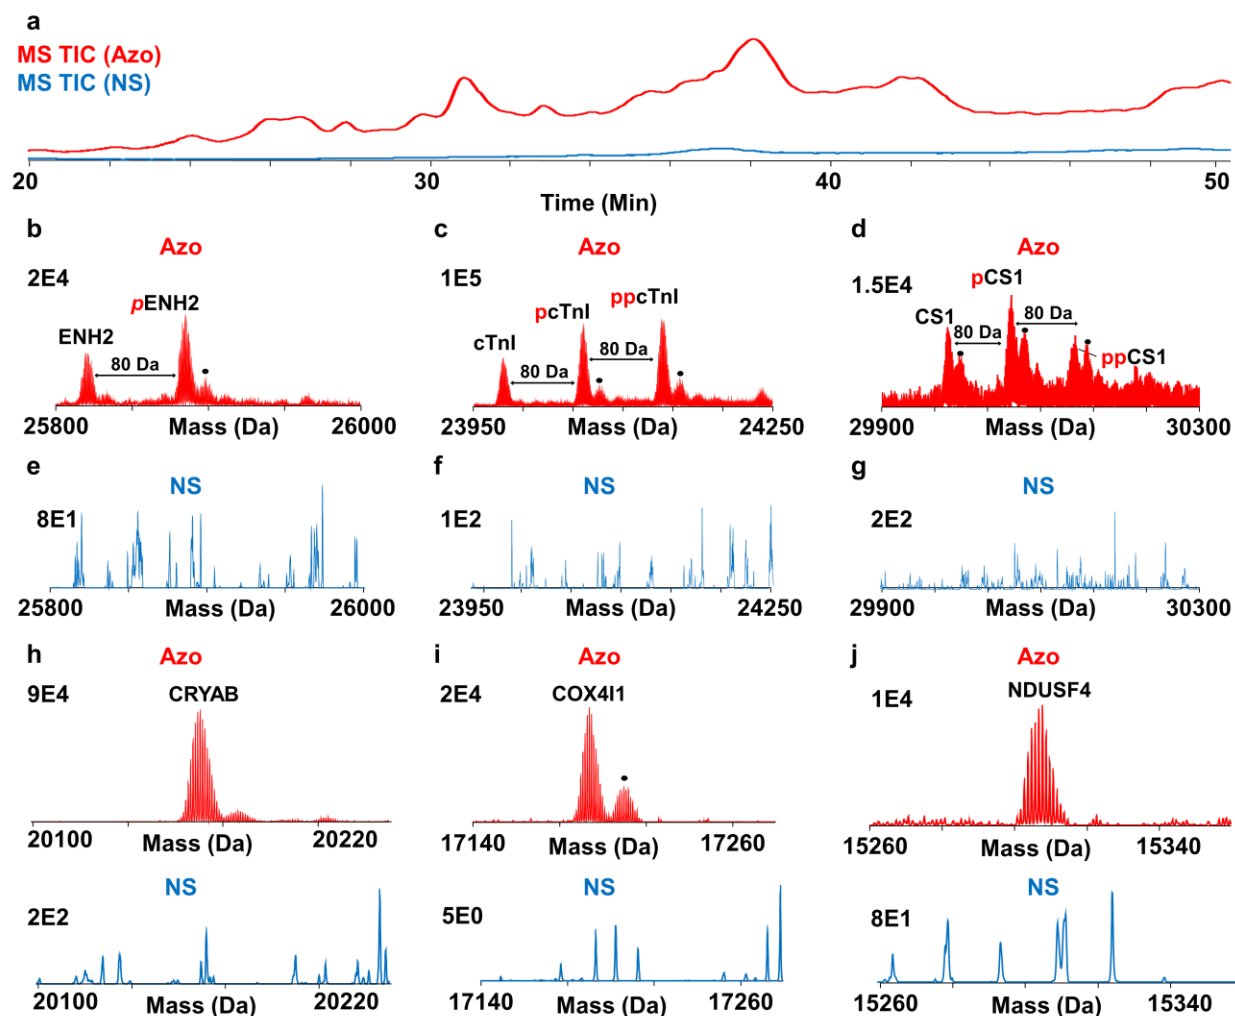 a
MS TIC (Azo)
MS TIC (NS)
20 30 40 50
Time (Min)
b c d
Azo Azo Azo
2E4 1E5 1.5E4
ENH2 pENH2 80 Da
cTnI pcTnI ppcTnI 80 Da 80 Da
CS1 pCS1 ppCS1 80 Da 80 Da
25800 Mass (Da) 26000 23950 Mass (Da) 24250 29900 Mass (Da) 30300
e f g
NS NS NS
8E1 1E2 2E2
25800 Mass (Da) 26000 23950 Mass (Da) 24250 29900 Mass (Da) 30300
h Azo i Azo j Azo
9E4 CRYAB 2E4 COX4I1 1E4 NDUSF4
20100 Mass (Da) 20220 17140 Mass (Da) 17260 15260 Mass (Da) 15340
NS NS NS
2E2 5E0 8E1
20100 Mass (Da) 20220 17140 Mass (Da) 17260 15260 Mass (Da) 15340